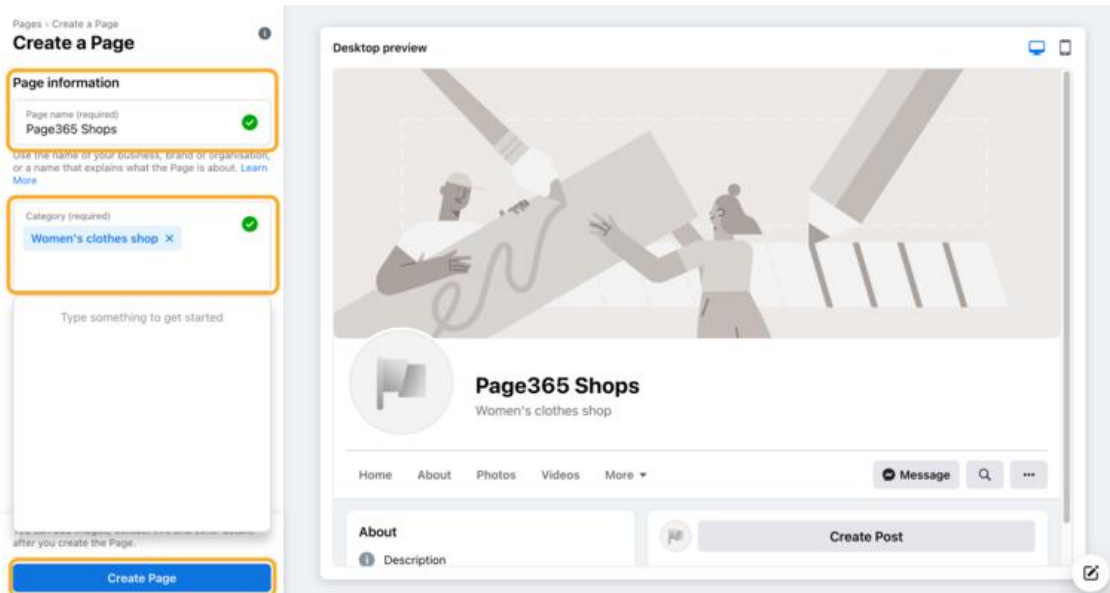 Pages › Create a Page
Create a Page
Page information
Page name (required)
Page365 Shops
Use the name of your business, brand or organisation,
or a name that explains what the Page is about. Learn
More
Category (required)
Women's clothes shop ×
Type something to get started
after you create the Page.
Create Page
Desktop preview
Page365 Shops
Women's clothes shop
Home About Photos Videos More
Message
About
Description
Create Post